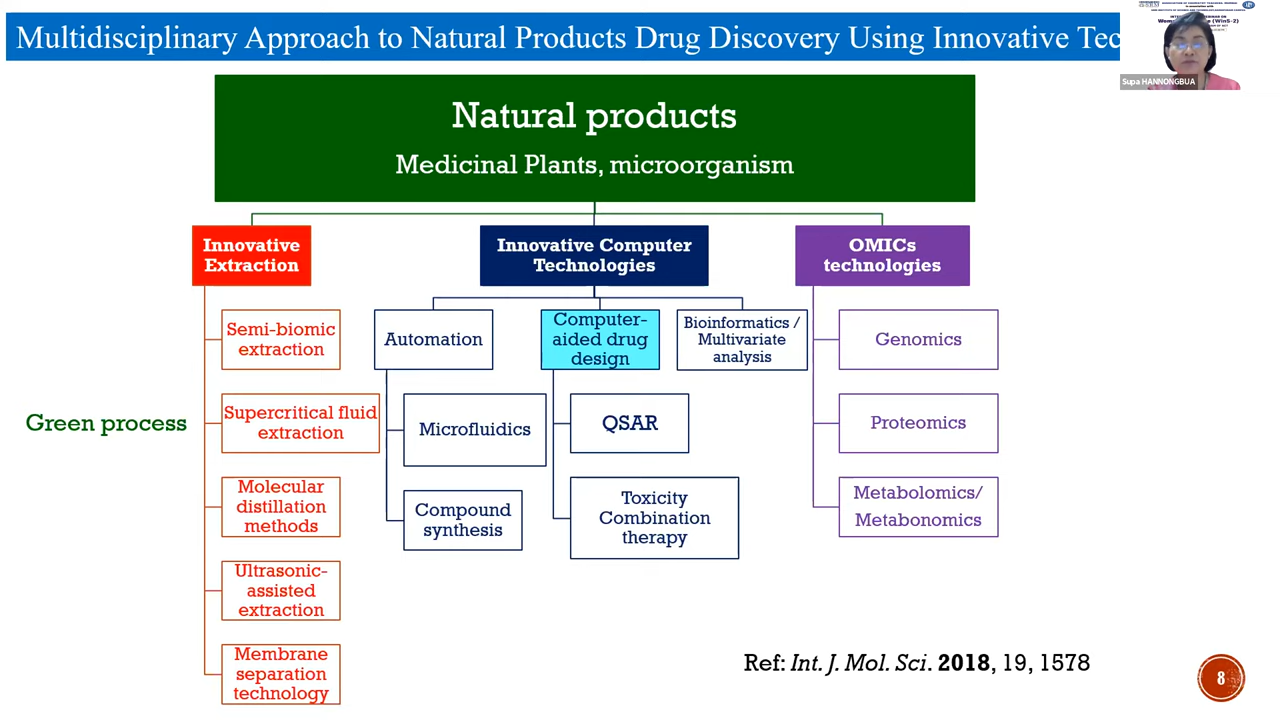 Multidisciplinary Approach to Natural Products Drug Discovery Using Innovative Tec
Supa HANNONGBUA
Natural products
Medicinal Plants, microorganism
Innovative
Extraction
Innovative Computer
Technologies
OMICs
technologies
Semi-biomic
extraction
Automation
Computer-
aided drug
design
Bioinformatics /
Multivariate
analysis
Genomics
Green process
Supercritical fluid
extraction
Microfluidics
QSAR
Proteomics
Molecular
distillation
methods
Compound
synthesis
Toxicity
Combination
therapy
Metabolomics/
Metabonomics
Ultrasonic-
assisted
extraction
Membrane
separation
technology
Ref: Int. J. Mol. Sci. 2018, 19, 1578
8